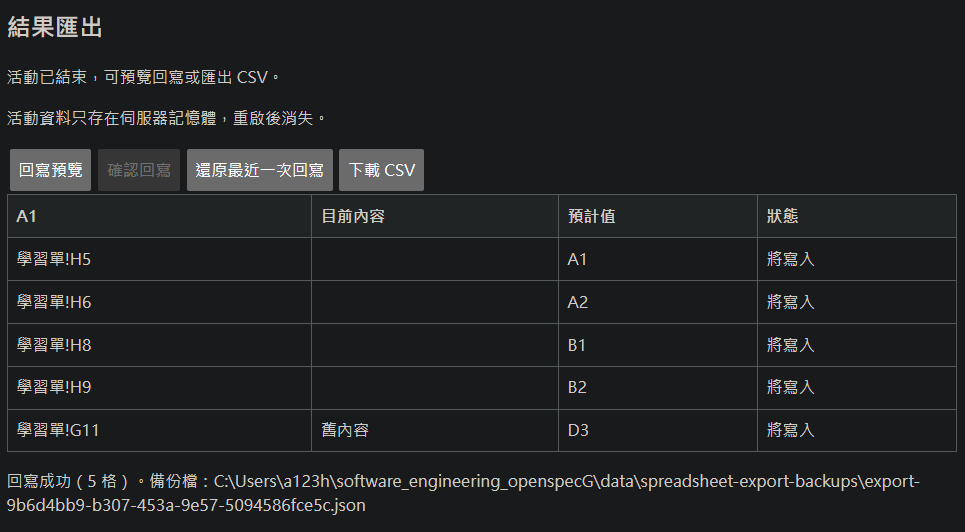 結果匯出
活動已結束，可預覽回寫或匯出 CSV。
活動資料只存在伺服器記憶體，重啟後消失。
回寫預覽 確認回寫 還原最近一次回寫 下載 CSV
A1 目前內容 預計值 狀態
學習單!H5 A1 將寫入
學習單!H6 A2 將寫入
學習單!H8 B1 將寫入
學習單!H9 B2 將寫入
學習單!G11 舊內容 D3 將寫入
回寫成功（5 格）。備份檔：C:\Users\a123h\software_engineering_openspecG\data\spreadsheet-export-backups\export-
9b6d4bb9-b307-453a-9e57-5094586fce5c.json